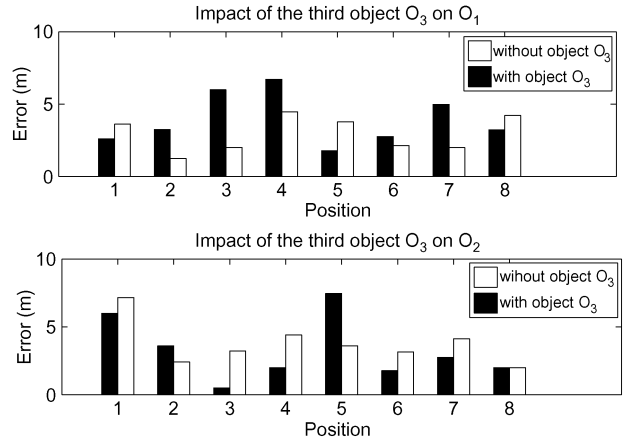 Impact of the third object O3 on O1
10
5
0
Error (m)
without object O3
with object O3
1 2 3 4 5 6 7 8
Position
Impact of the third object O3 on O2
10
5
0
Error (m)
wihout object O3
with object O3
1 2 3 4 5 6 7 8
Position